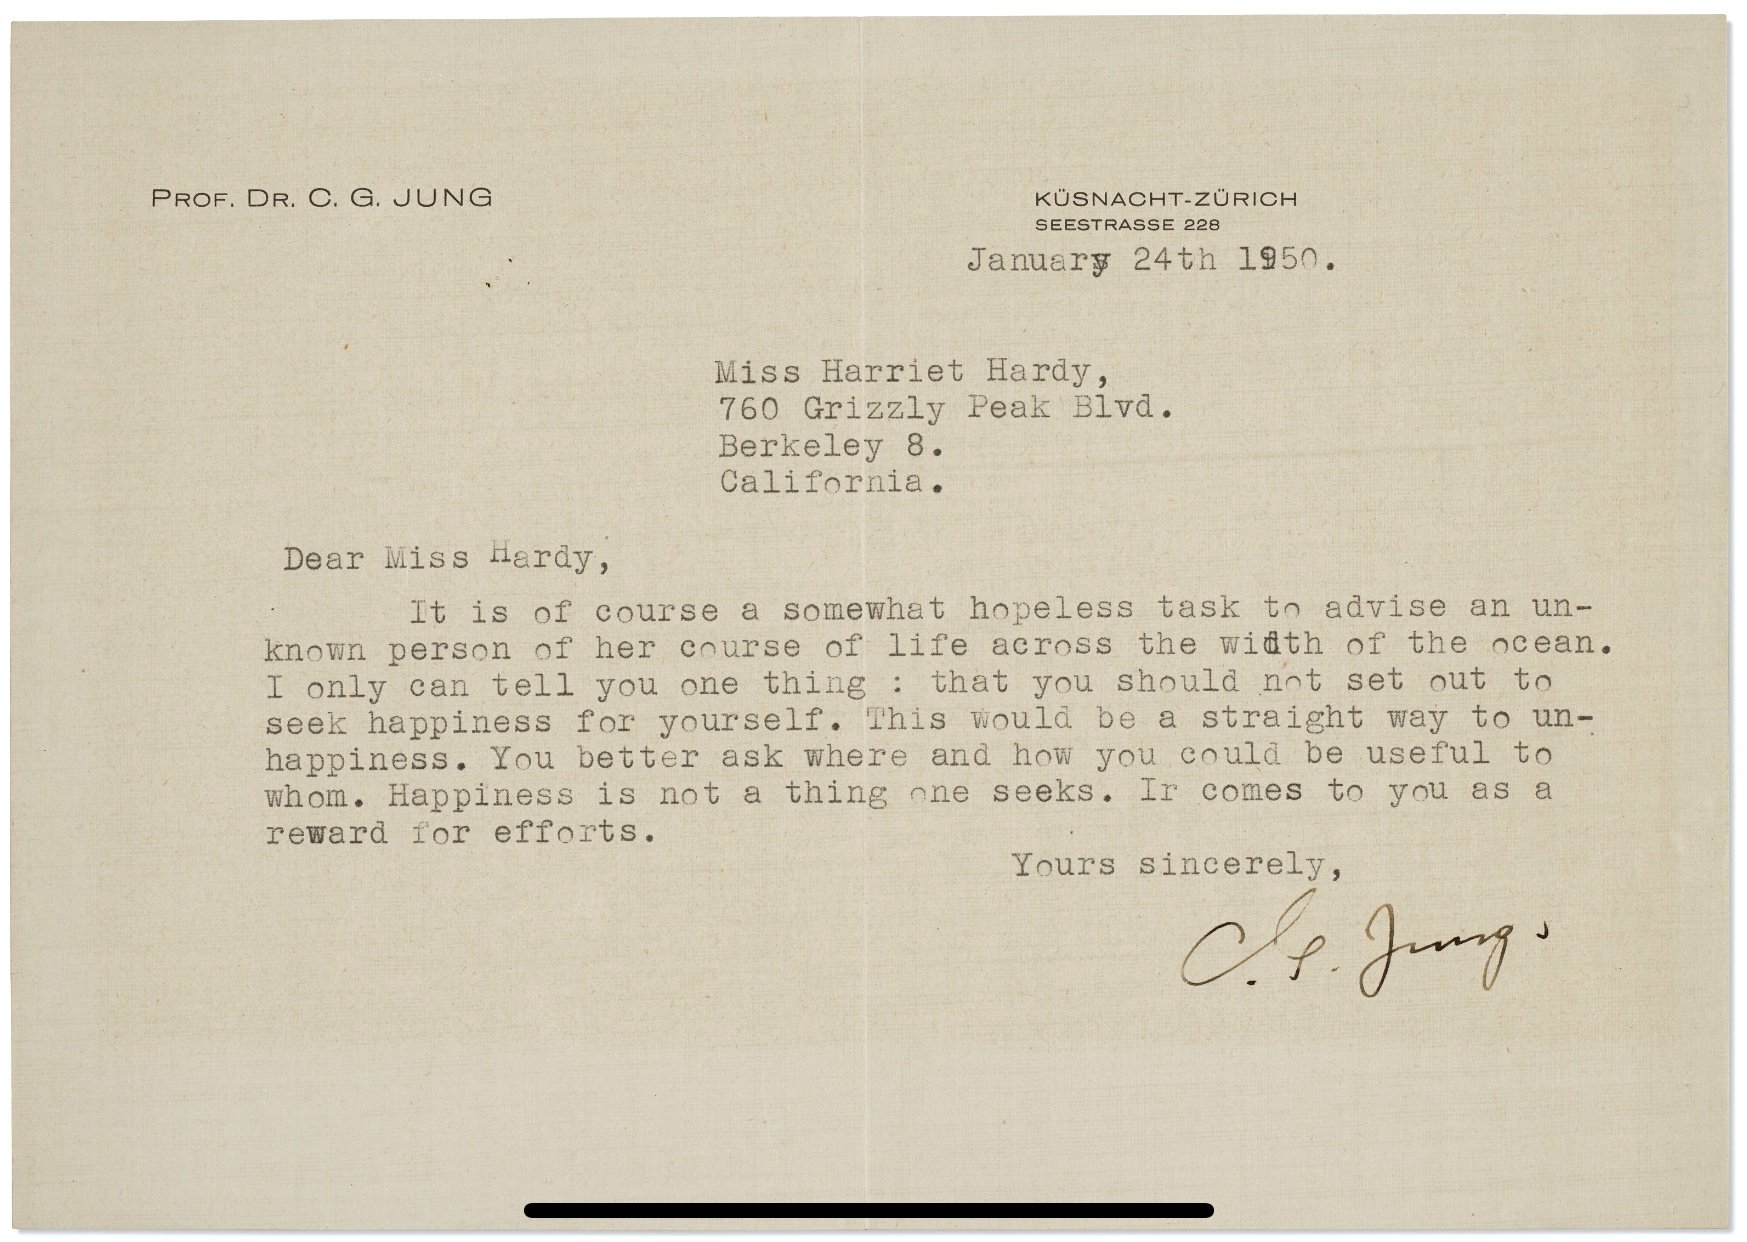 PROF. DR. C. G. JUNG
KÜSNACHT-ZÜRICH
SEESTRASSE 228
January 24th 1950.
Miss Harriet Hardy,
760 Grizzly Peak Blvd.
Berkeley 8.
California.
Dear Miss Hardy,
It is of course a somewhat hopeless task to advise an un-
known person of her course of life across the width of the ocean.
I only can tell you one thing : that you should not set out to
seek happiness for yourself. This would be a straight way to un-
happiness. You better ask where and how you could be useful to
whom. Happiness is not a thing one seeks. Ir comes to you as a
reward for efforts.
Yours sincerely,
C. G. Jung.